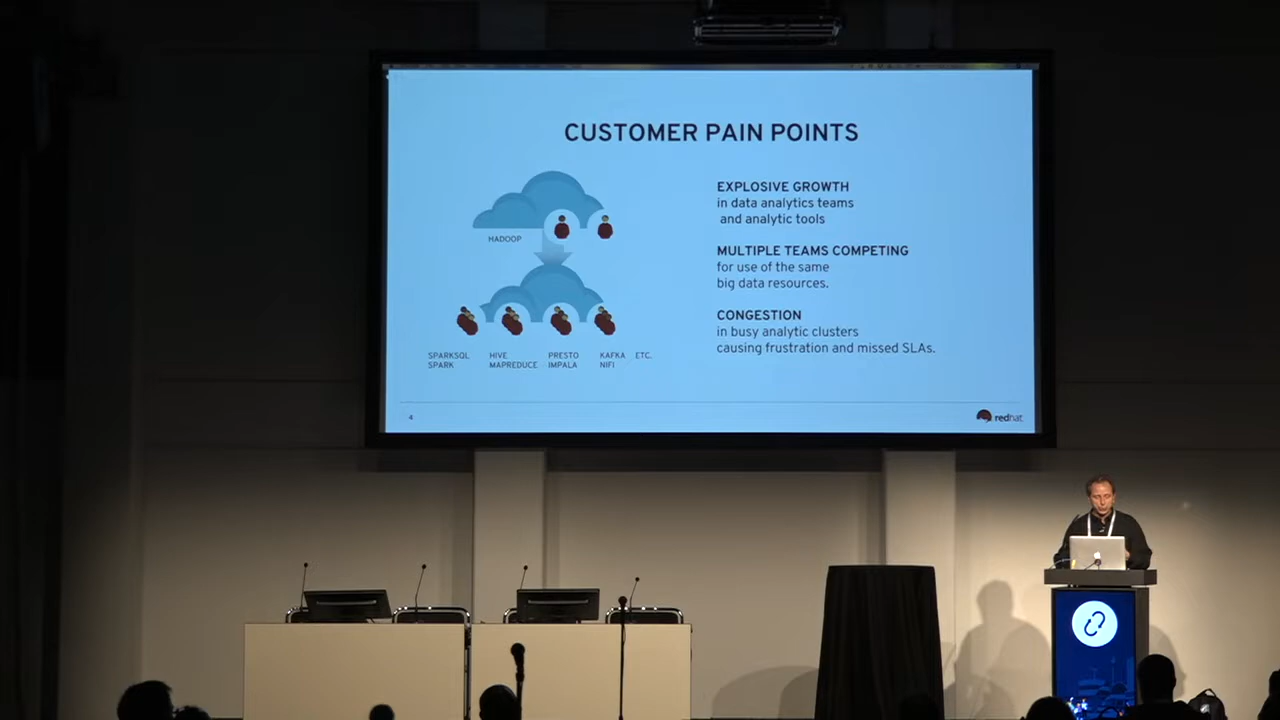 CUSTOMER PAIN POINTS
HADOOP
SPARKSQL
SPARK
HIVE
MAPREDUCE
PRESTO
IMPALA
KAFKA
NIFI
ETC.
EXPLOSIVE GROWTH
in data analytics teams
and analytic tools
MULTIPLE TEAMS COMPETING
for use of the same
big data resources.
CONGESTION
in busy analytic clusters
causing frustration and missed SLAs.
4
redhat